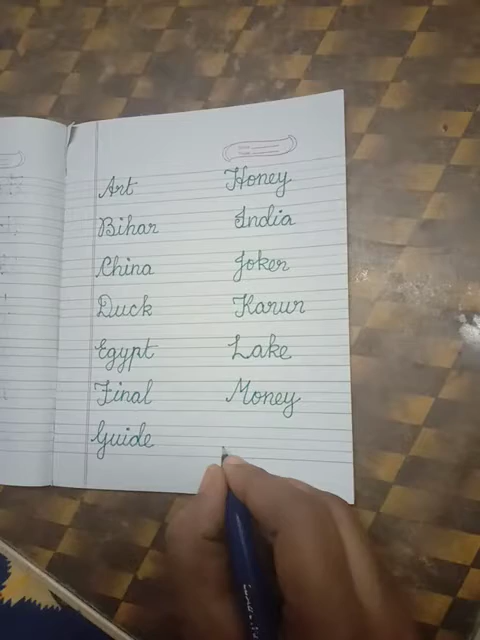 Art
Bihar
China
Duck
Egypt
Final
Guide
Honey
India
Joker
Karur
Lake
Money